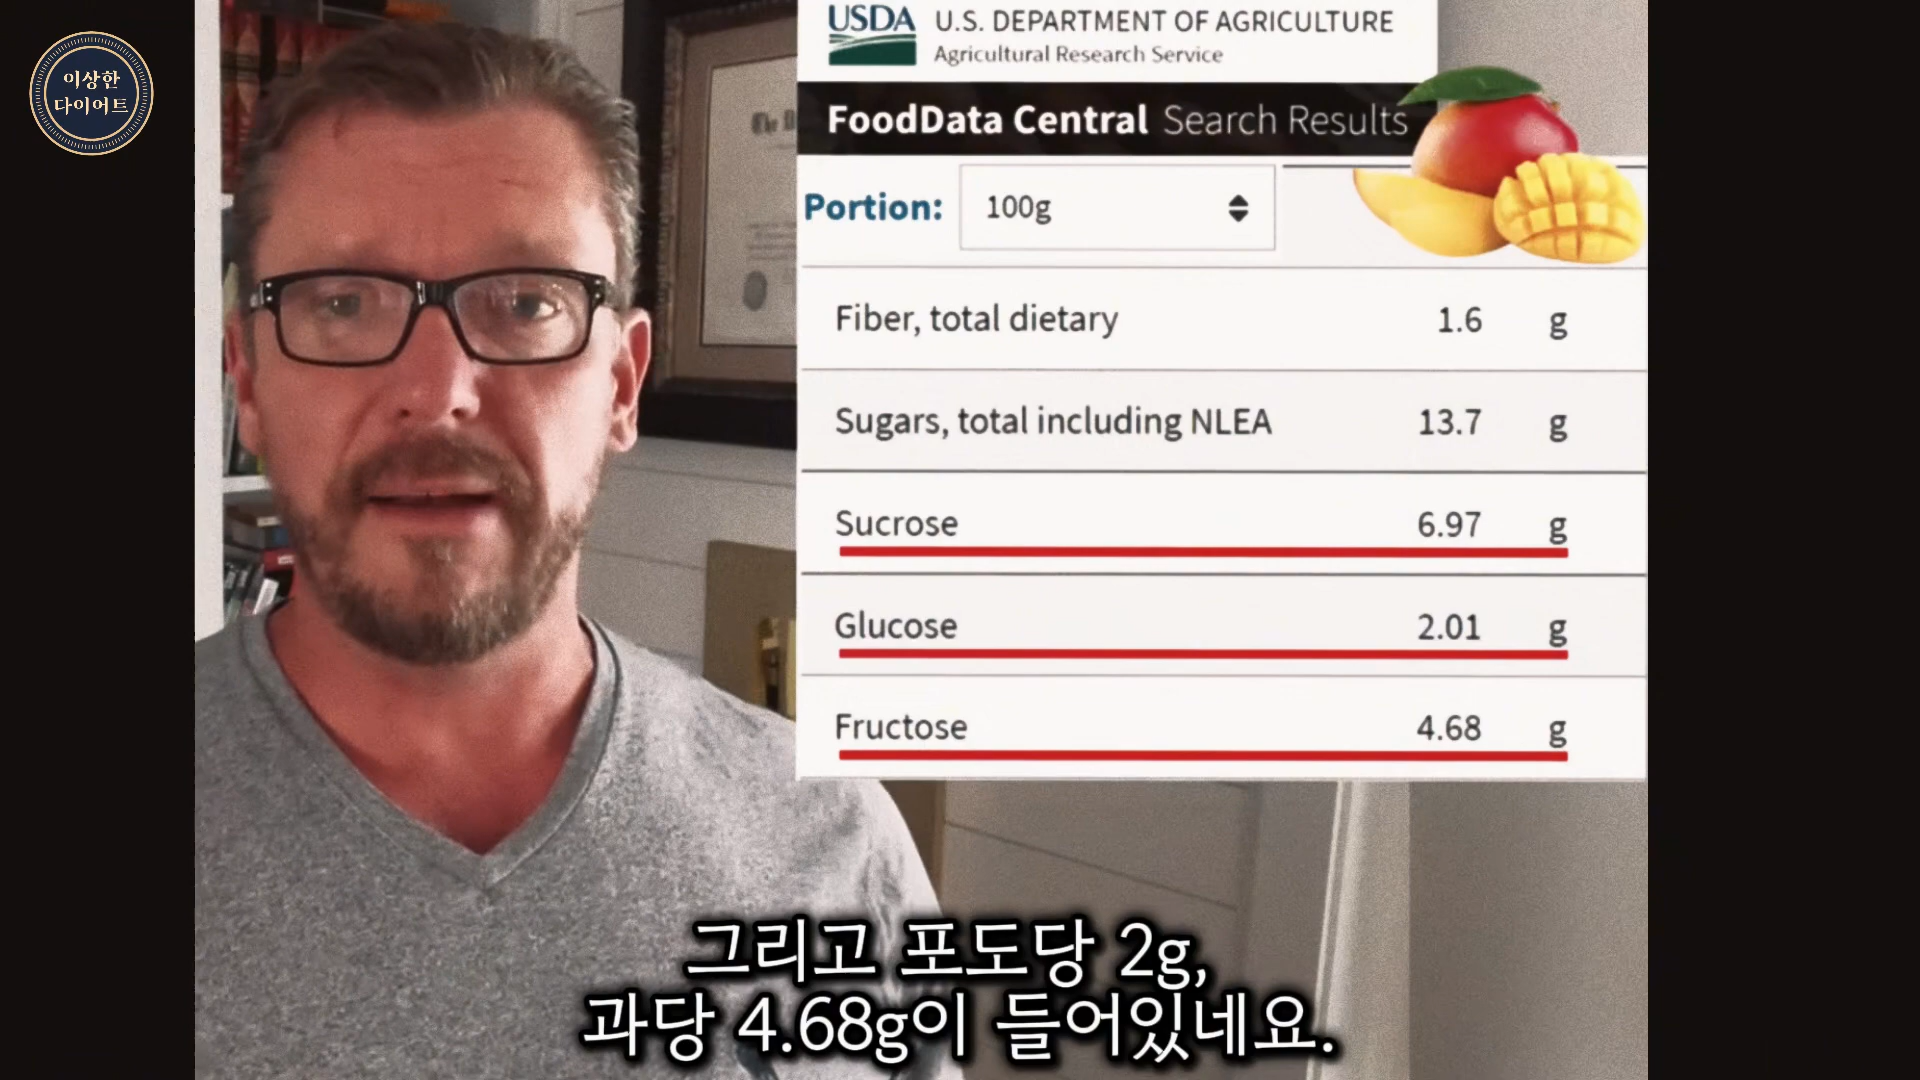 이상한
다이어트
USDA U.S. DEPARTMENT OF AGRICULTURE
Agricultural Research Service
FoodData Central Search Results
Portion: 100g
Fiber, total dietary 1.6 g
Sugars, total including NLEA 13.7 g
Sucrose 6.97 g
Glucose 2.01 g
Fructose 4.68 g
그리고 포도당 2g,
과당 4.68g이 들어있네요.